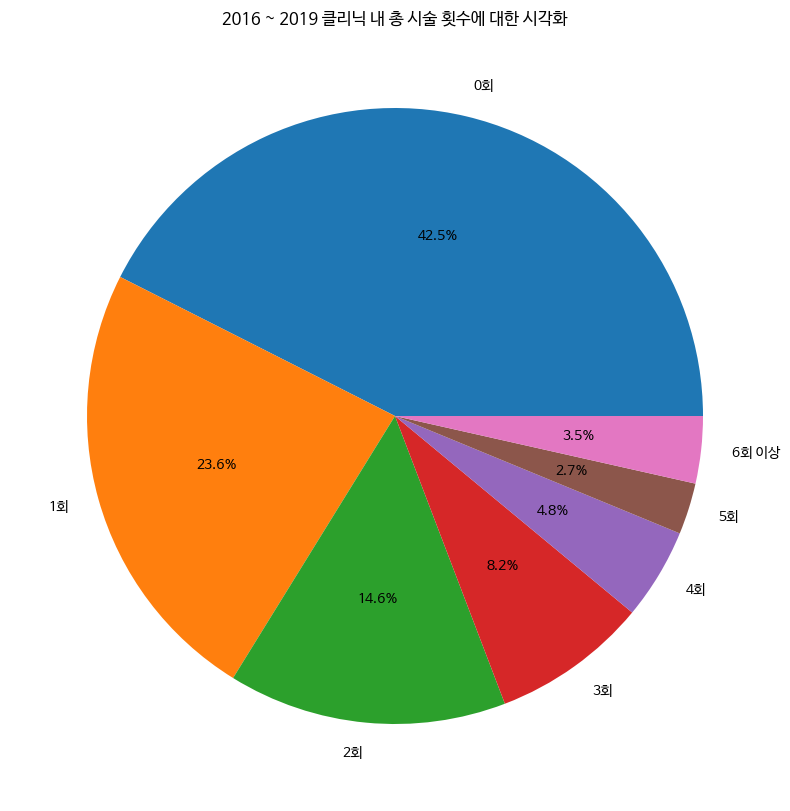 2016 ~ 2019 클리닉 내 총 시술 횟수에 대한 시각화
0회
42.5%
23.6%
1회
14.6%
2회
8.2%
3회
4.8%
4회
2.7%
5회
3.5%
6회 이상